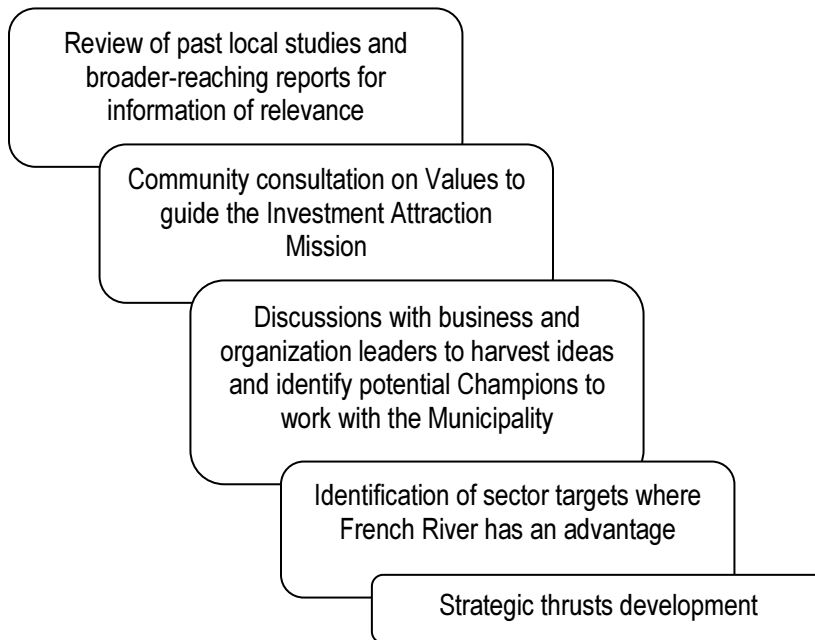 Review of past local studies and
broader-reaching reports for
information of relevance
Community consultation on Values to
guide the Investment Attraction
Mission
Discussions with business and
organization leaders to harvest ideas
and identify potential Champions to
work with the Municipality
Identification of sector targets where
French River has an advantage
Strategic thrusts development